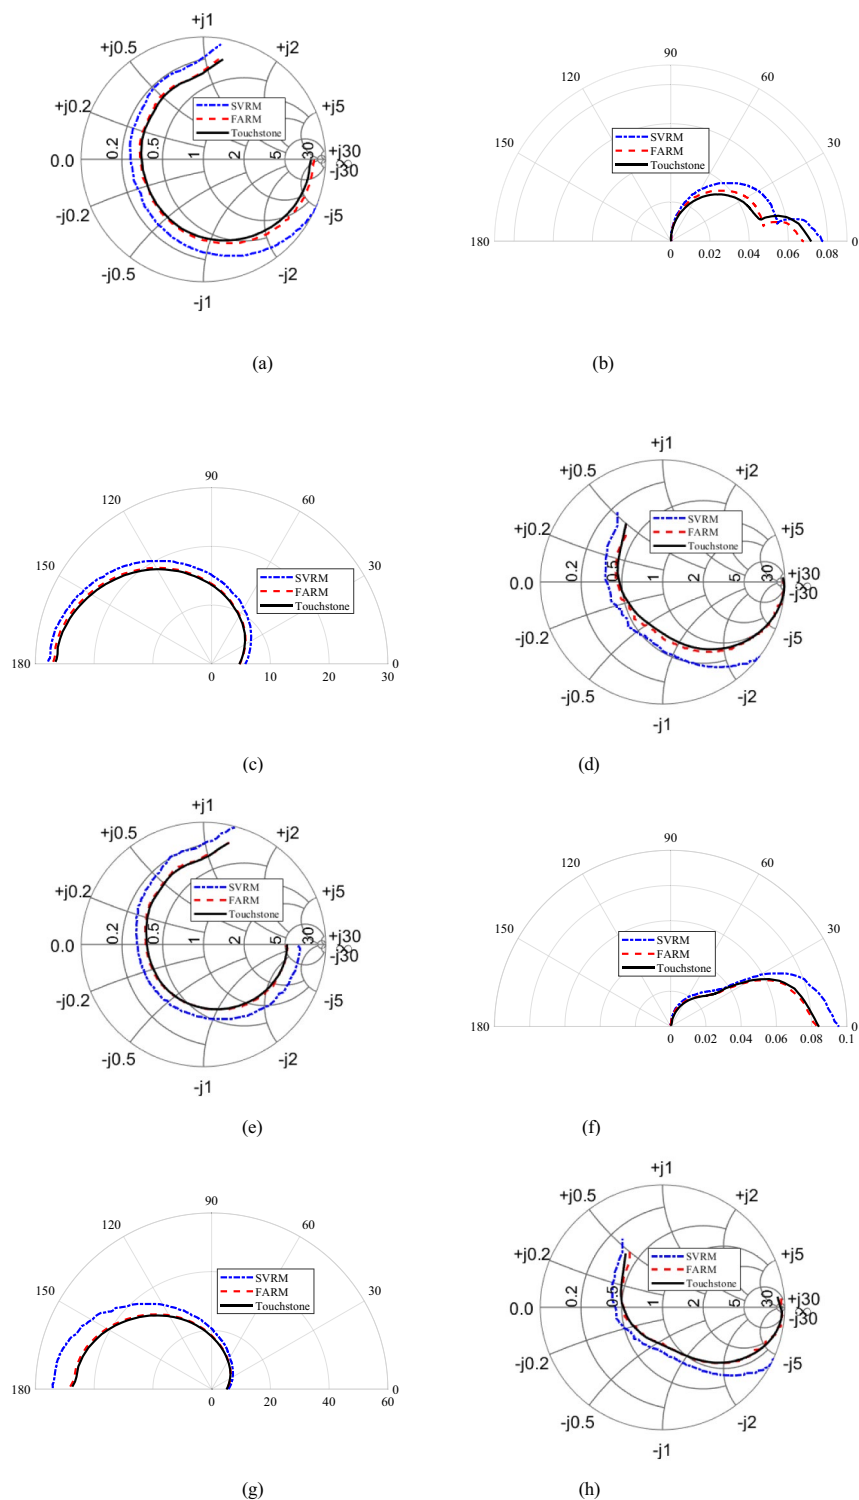 +j1
+j0.5
+j2
+j0.2
+j5
0.0
0.2
0.5
1
2
5
30
+j30
-j30
∞
-j0.2
-j5
-j0.5
-j2
-j1
SVRM
FARM
Touchstone
(a)
90
120
60
150
30
180
0
0
0.02
0.04
0.06
0.08
SVRM
FARM
Touchstone
(b)
90
120
60
150
30
180
0
0
10
20
30
SVRM
FARM
Touchstone
(c)
+j1
+j0.5
+j2
+j0.2
+j5
0.0
0.2
0.5
1
2
5
30
+j30
-j30
∞
-j0.2
-j5
-j0.5
-j2
-j1
SVRM
FARM
Touchstone
(d)
+j1
+j0.5
+j2
+j0.2
+j5
0.0
0.2
0.5
1
2
5
30
+j30
-j30
∞
-j0.2
-j5
-j0.5
-j2
-j1
SVRM
FARM
Touchstone
(e)
90
120
60
150
30
180
0
0
0.02
0.04
0.06
0.08
0.1
SVRM
FARM
Touchstone
(f)
90
120
60
150
30
180
0
0
20
40
60
SVRM
FARM
Touchstone
(g)
+j1
+j0.5
+j2
+j0.2
+j5
0.0
0.2
0.5
1
2
5
30
+j30
-j30
∞
-j0.2
-j5
-j0.5
-j2
-j1
SVRM
FARM
Touchstone
(h)